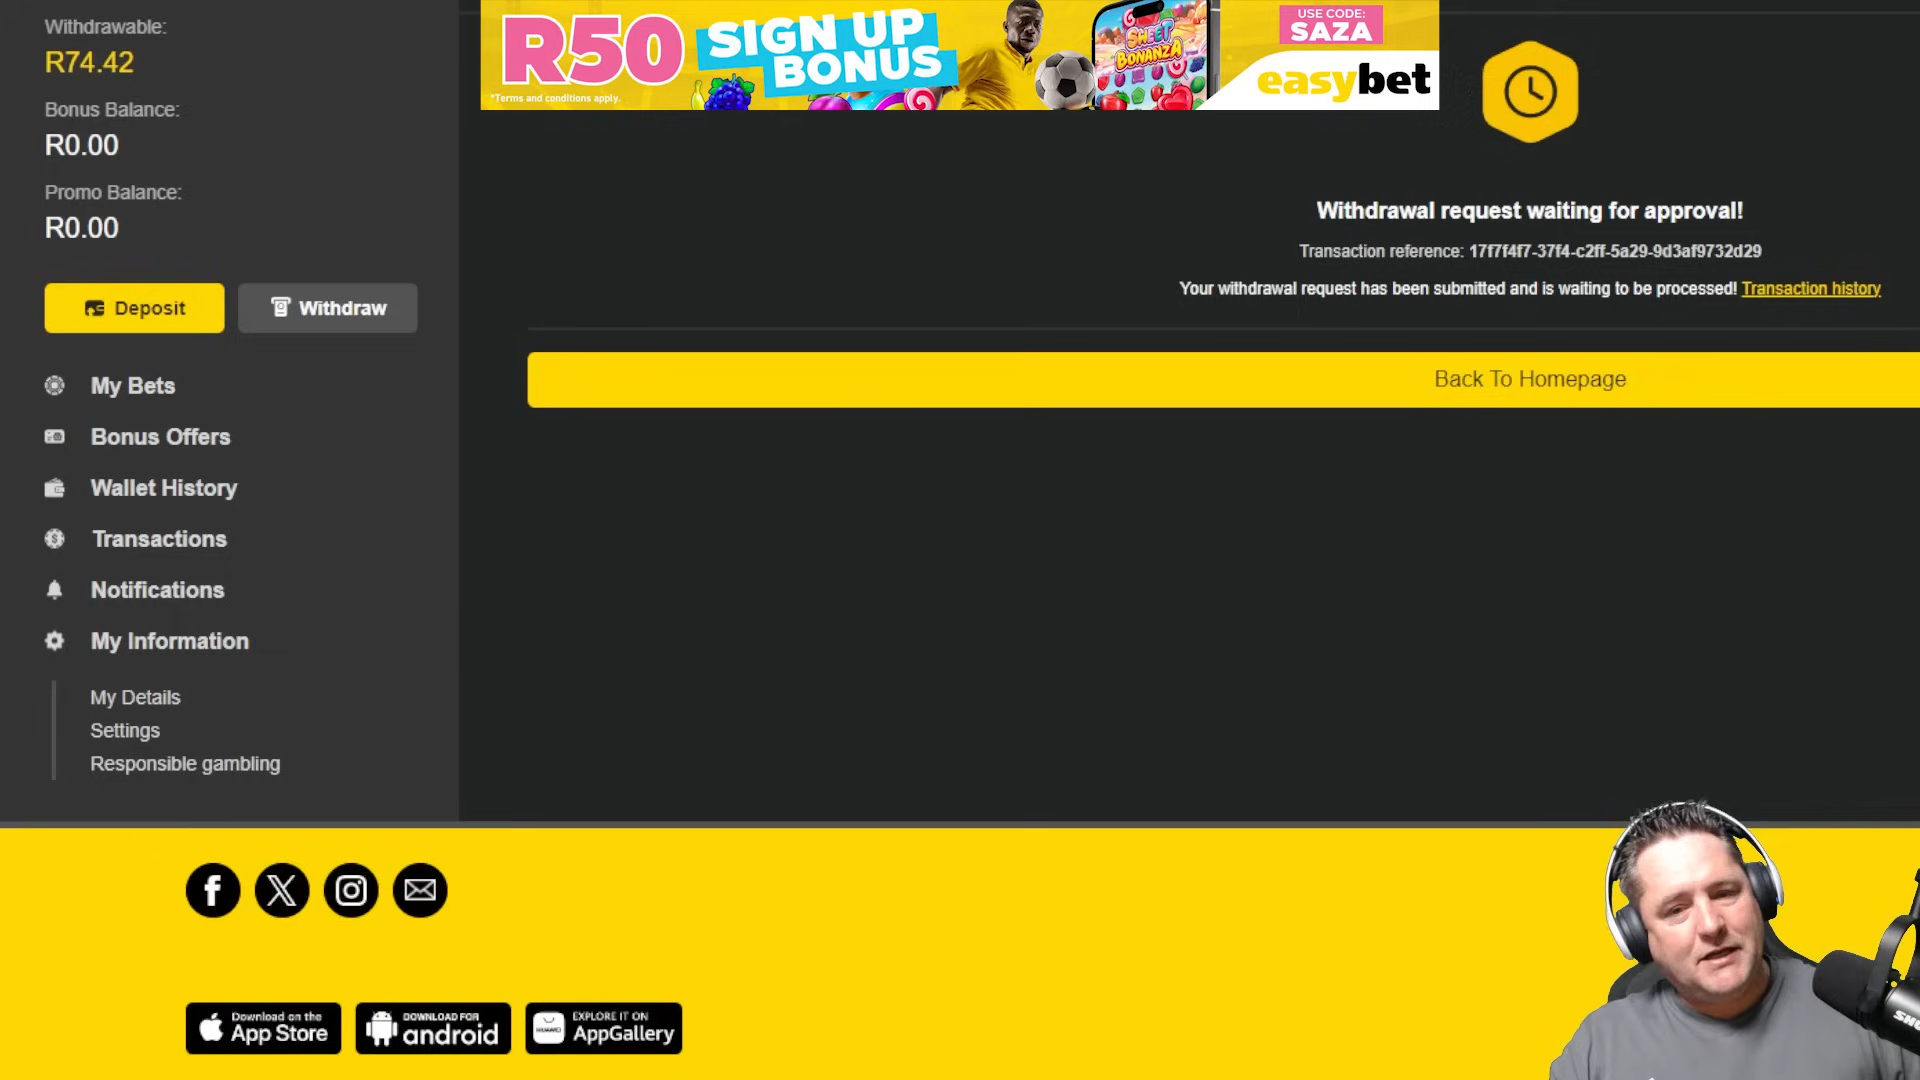 Withdrawable:
R74.42
Bonus Balance:
R0.00
Promo Balance:
R0.00
Deposit
Withdraw
My Bets
Bonus Offers
Wallet History
Transactions
Notifications
My Information
My Details
Settings
Responsible gambling
R50 SIGN UP BONUS
*Terms and conditions apply.
SWEET BONANZA
USE CODE:
SAZA
easybet
Withdrawal request waiting for approval!
Transaction reference: 17f7f4f7-37f4-c2ff-5a29-9d3af9732d29
Your withdrawal request has been submitted and is waiting to be processed! Transaction history
Back To Homepage
Download on the
App Store
DOWNLOAD FOR
android
EXPLORE IT ON
AppGallery